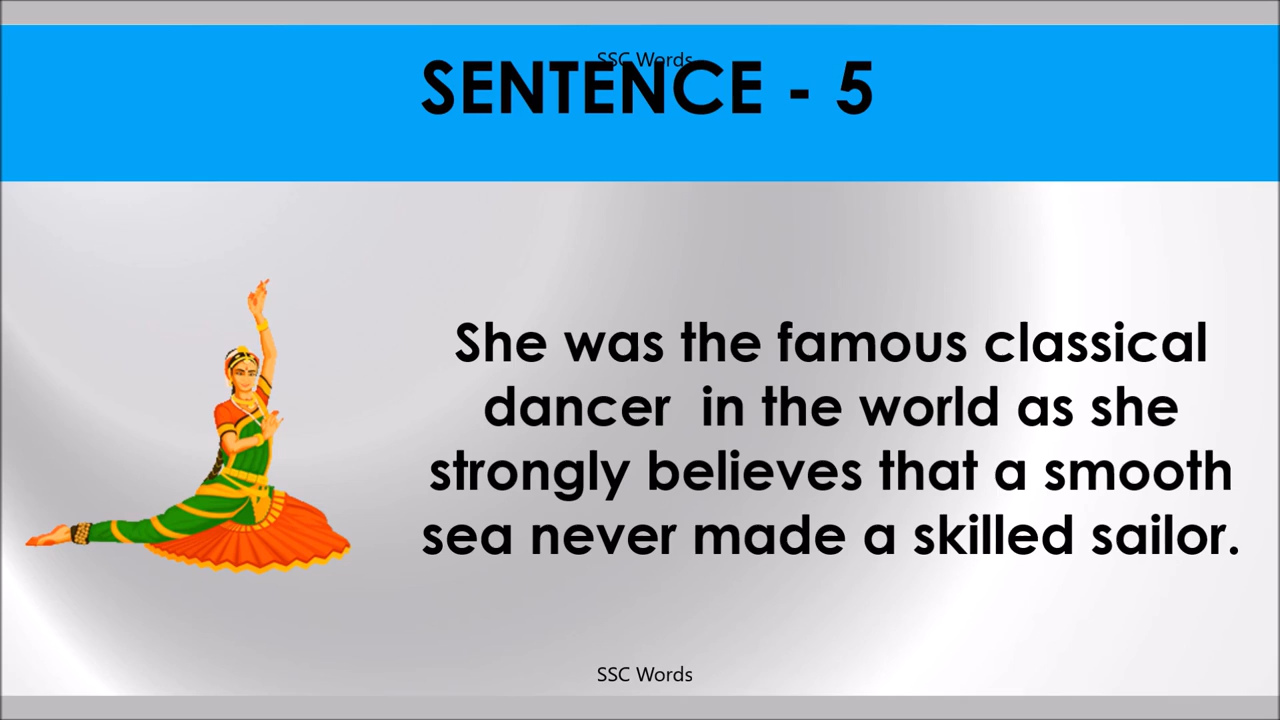 SSC Words
SENTENCE - 5
She was the famous classical
dancer  in the world as she
strongly believes that a smooth
sea never made a skilled sailor.
SSC Words